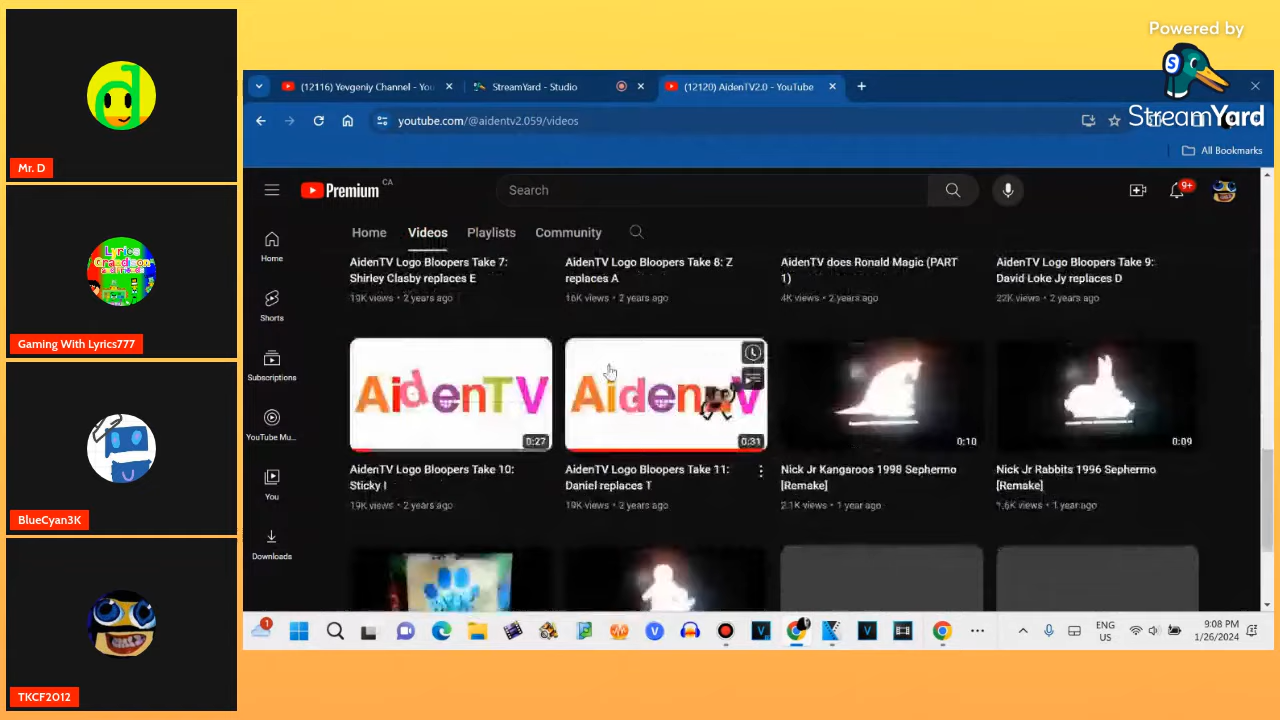 Powered by
StreamYard
Mr. D
Lyrics
Gaming With Lyrics777
BlueCyan3K
TKCF2012
(12116) Yevgeniy Channel - You
StreamYard - Studio
(12120) AidenTV2.0 - YouTube
youtube.com/@aidentv2.059/videos
All Bookmarks
Premium CA
Search
9+
Home
Videos
Playlists
Community
Home
Shorts
Subscriptions
YouTube Mu...
You
Downloads
AidenTV Logo Bloopers Take 7: Shirley Clasby replaces E
19K views • 2 years ago
AidenTV Logo Bloopers Take 8: Z replaces A
16K views • 2 years ago
AidenTV does Ronald Magic (PART 1)
4K views • 2 years ago
AidenTV Logo Bloopers Take 9: David Loke Jy replaces D
22K views • 2 years ago
AidenTV
0:27
AidenTV Logo Bloopers Take 10: Sticky I
19K views • 2 years ago
Aiden V
0:31
AidenTV Logo Bloopers Take 11: Daniel replaces T
19K views • 2 years ago
0:10
Nick Jr Kangaroos 1998 Sephermo [Remake]
2.1K views • 1 year ago
0:09
Nick Jr Rabbits 1996 Sephermo [Remake]
1.6K views • 1 year ago
1
ENG
US
9:08 PM
1/26/2024